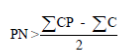 PN > (∑CP − ∑C) / 2